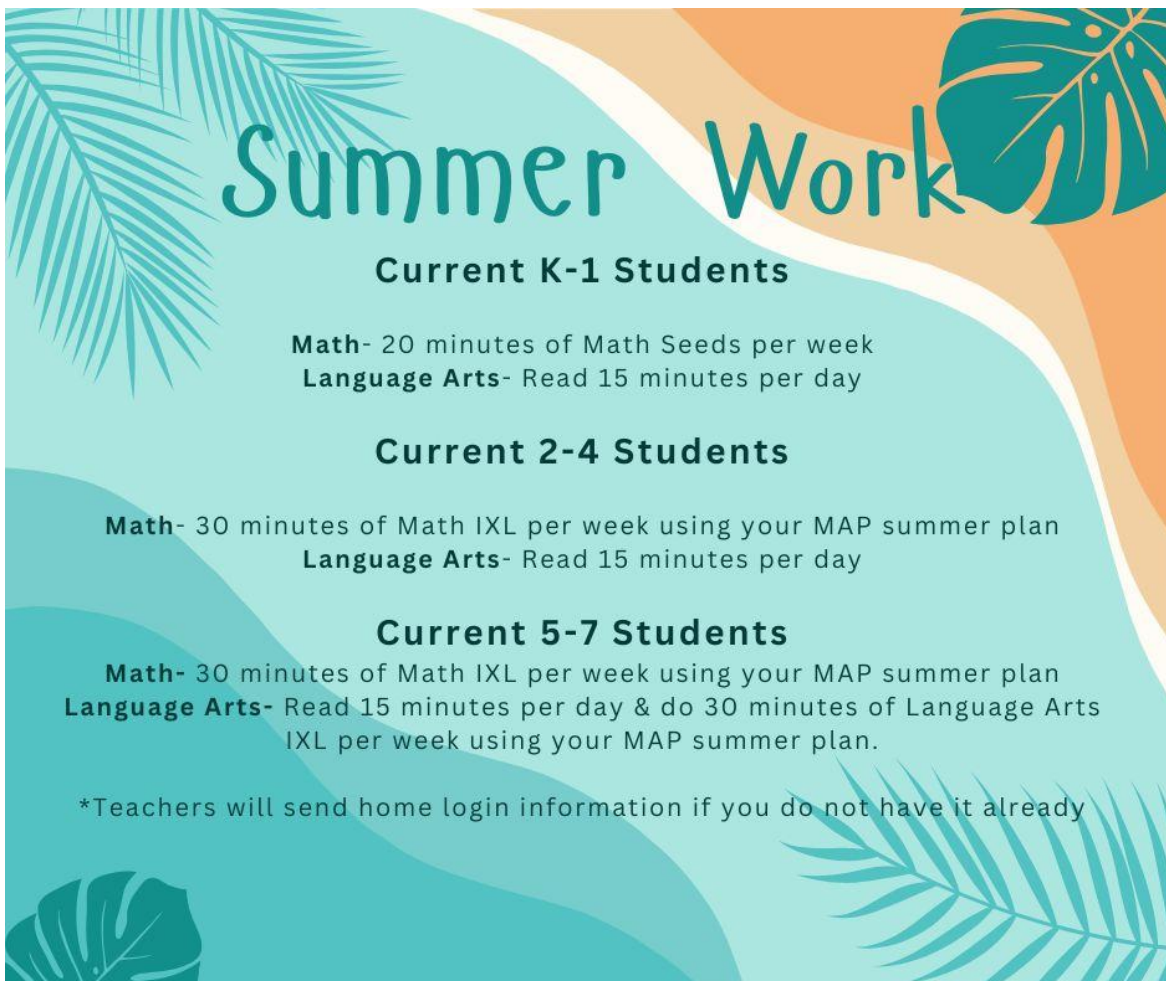 Summer Work
Current K-1 Students
Math- 20 minutes of Math Seeds per week
Language Arts- Read 15 minutes per day
Current 2-4 Students
Math- 30 minutes of Math IXL per week using your MAP summer plan
Language Arts- Read 15 minutes per day
Current 5-7 Students
Math- 30 minutes of Math IXL per week using your MAP summer plan
Language Arts- Read 15 minutes per day & do 30 minutes of Language Arts
IXL per week using your MAP summer plan.
*Teachers will send home login information if you do not have it already